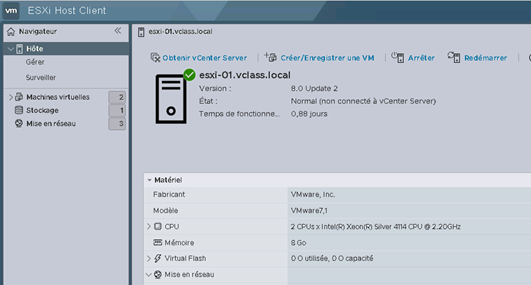 vm ESXi Host Client
Navigateur
esxi-01.vclass.local
Hôte
Gérer
Surveiller
Machines virtuelles 2
Stockage 1
Mise en réseau 3
Obtenir vCenter Server Créer/Enregistrer une VM Arrêter Redémarrer
esxi-01.vclass.local
Version : 8.0 Update 2
État : Normal (non connecté à vCenter Server)
Temps de fonctionne... 0,88 jours
Matériel
Fabricant VMware, Inc.
Modèle VMware7,1
CPU 2 CPUs x Intel(R) Xeon(R) Silver 4114 CPU @ 2.20GHz
Mémoire 8 Go
Virtual Flash 0 O utilisée, 0 O capacité
Mise en réseau